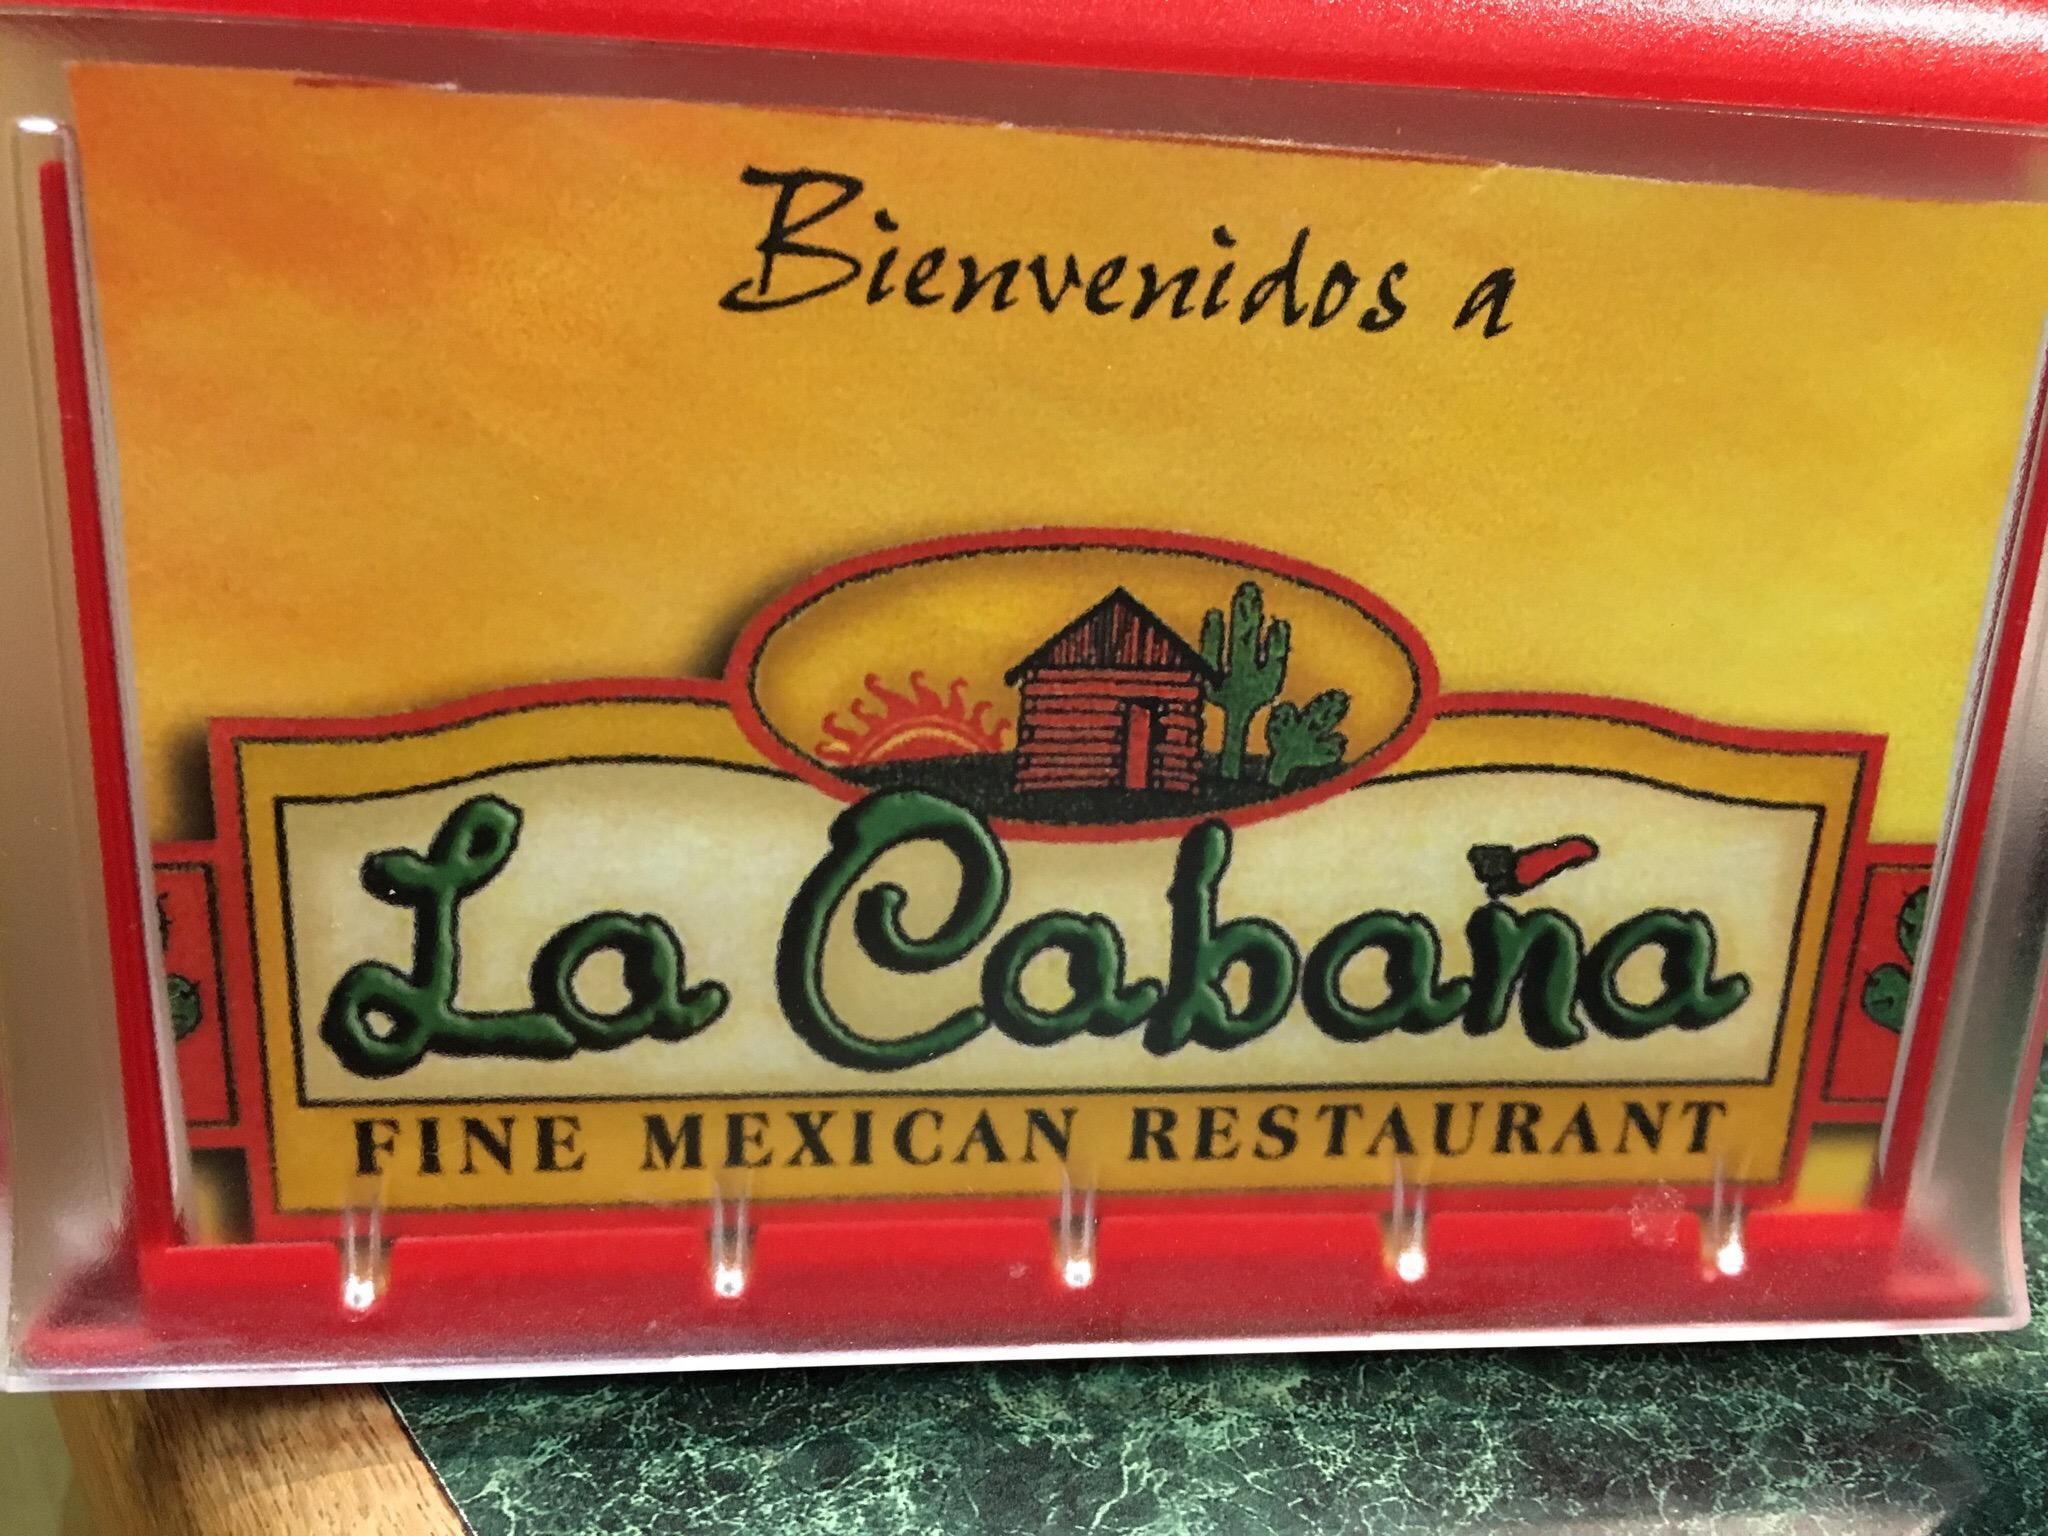 Bienvenidos a
La Cabaña
FINE MEXICAN RESTAURANT